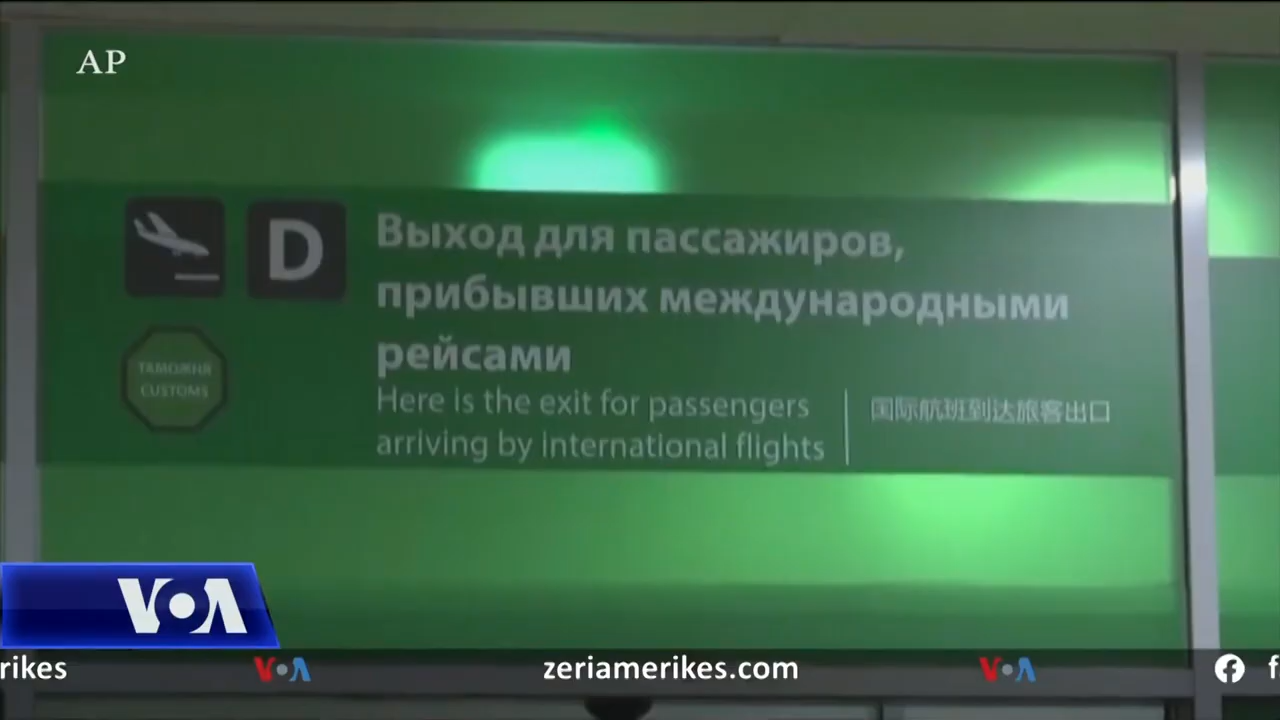 AP
D
Выход для пассажиров,
прибывших международными
рейсами
ТАМОЖНЯ
CUSTOMS
Here is the exit for passengers
arriving by international flights
国际航班到达旅客出口
VOA
rikes
VOA
zeriamerikes.com
VOA
f